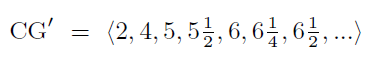 CG′ = ⟨2, 4, 5, 5½, 6, 6¼, 6½, ...⟩